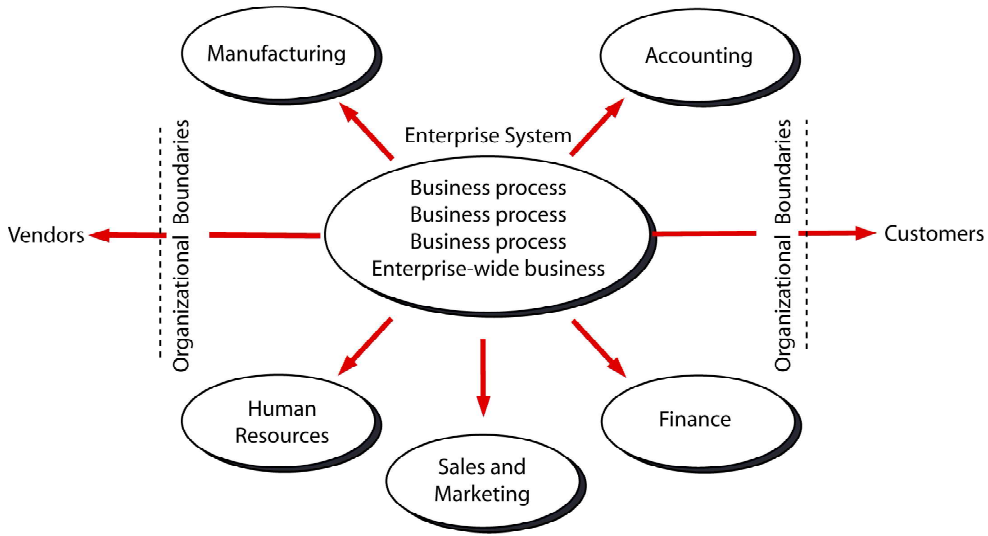 Manufacturing
Accounting
Enterprise System
Business process
Business process
Business process
Enterprise-wide business
Vendors
Organizational Boundaries
Organizational Boundaries
Customers
Human
Resources
Sales and
Marketing
Finance